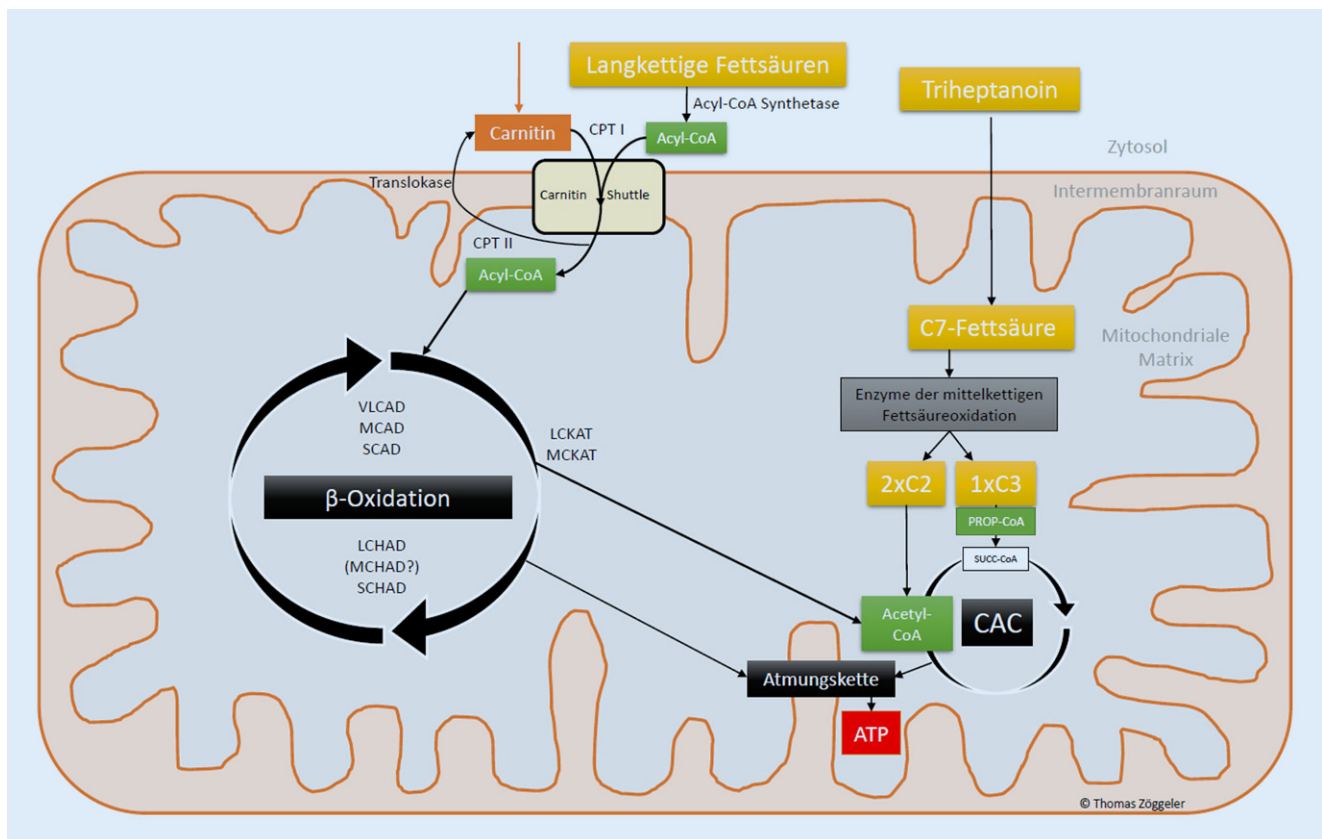 Langkettige Fettsäuren
Acyl-CoA Synthetase
Triheptanoin
Carnitin
CPT I
Acyl-CoA
Zytosol
Translokase
Carnitin Shuttle
Intermembranraum
CPT II
Acyl-CoA
C7-Fettsäure
Mitochondriale
Matrix
Enzyme der mittelkettigen
Fettsäureoxidation
VLCAD
MCAD
SCAD
LCKAT
MCKAT
β-Oxidation
LCHAD
(MCHAD?)
SCHAD
2xC2
1xC3
PROP-CoA
SUCC-CoA
Acetyl-
CoA
CAC
Atmungskette
ATP
© Thomas Zöggeler